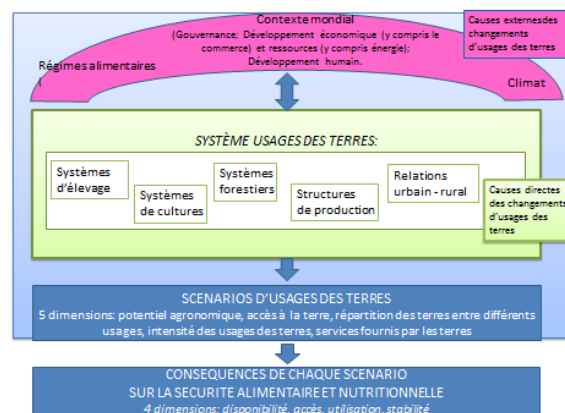 Contexte mondial
(Gouvernance; Développement économique (y compris le
commerce) et ressources (y compris énergie);
Développement humain.
Causes externesdes
changements
d'usages des terres
Régimes alimentaires
(
Climat
SYSTÈME USAGES DES TERRES:
Systèmes
d'élevage
Systèmes
de cultures
Systèmes
forestiers
Structures
de production
Relations
urbain - rural
Causes directes
des changements
d'usages des
terres
SCENARIOS D'USAGES DES TERRES
5 dimensions: potentiel agronomique, accès à la terre, répartition des terres entre différents
usages, intensité des usages des terres, services fournis par les terres
CONSEQUENCES DE CHAQUE SCENARIO
SUR LA SECURITE ALIMENTAIRE ET NUTRITIONNELLE
4 dimensions: disponibilité, accès, utilisation, stabilité